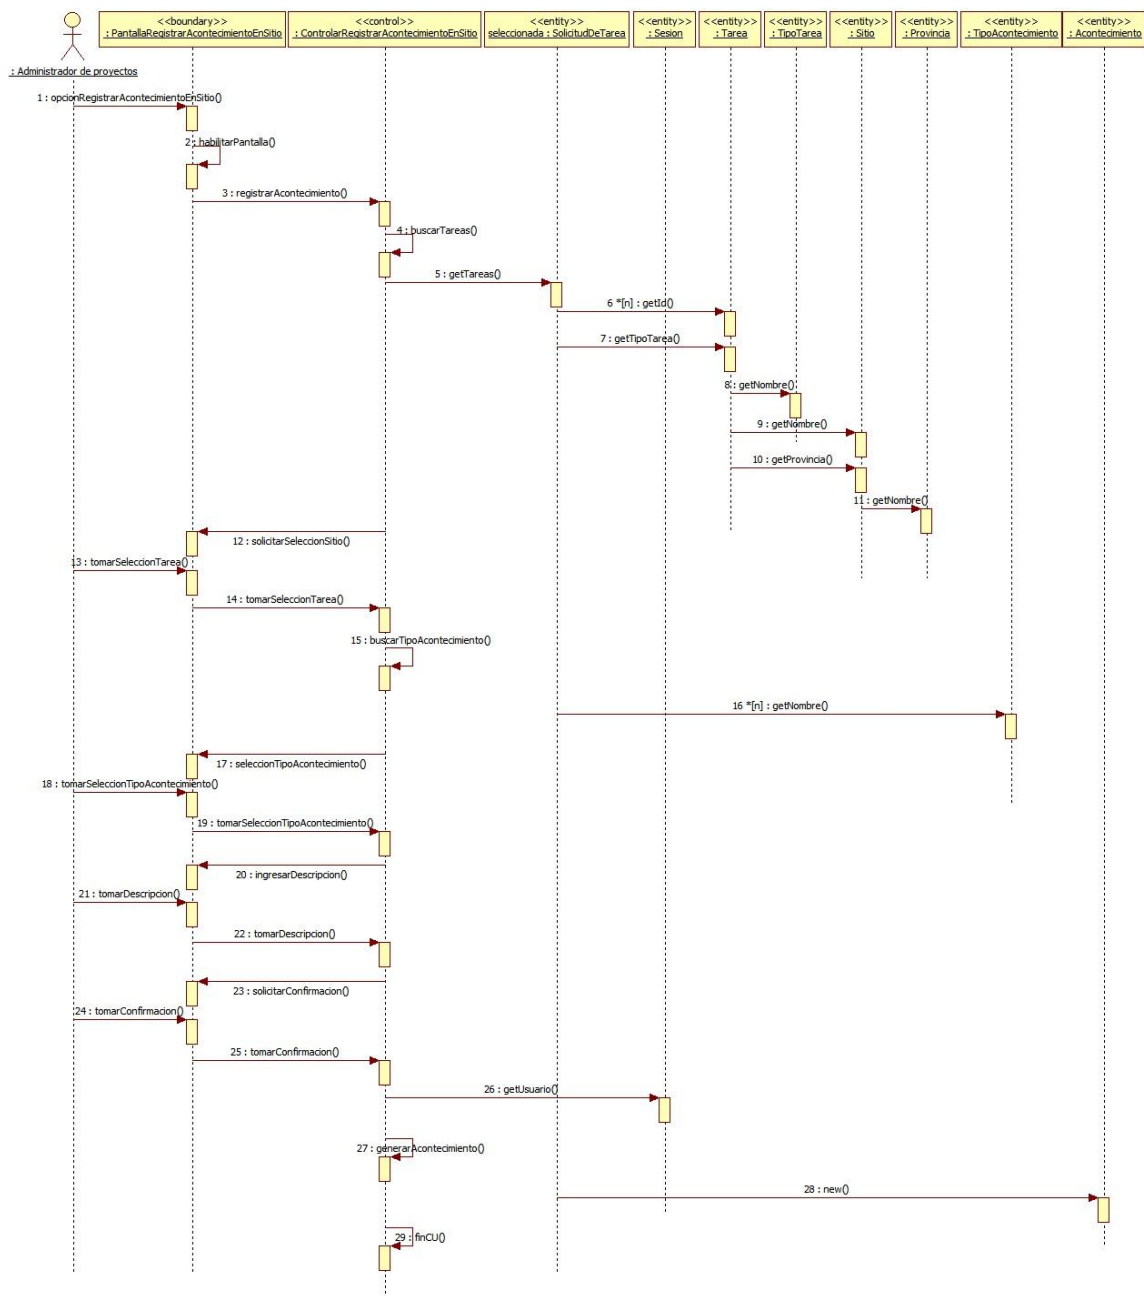 <<boundary>>
: PantallaRegistrarAcontecimientoEnSitio
<<control>>
: ControlarRegistrarAcontecimientoEnSitio
<<entity>>
seleccionada : SolicitudDeTarea
<<entity>>
: Sesion
<<entity>>
: Tarea
<<entity>>
: TipoTarea
<<entity>>
: Sitio
<<entity>>
: Provincia
<<entity>>
: TipoAcontecimiento
<<entity>>
: Acontecimiento
: Administrador de proyectos
1 : opcionRegistrarAcontecimientoEnSitio()
2 : habilitarPantalla()
3 : registrarAcontecimiento()
4 : buscarTareas()
5 : getTareas()
6 *[n] : getId()
7 : getTipoTarea()
8 : getNombre()
9 : getNombre()
10 : getProvincia()
11 : getNombre()
12 : solicitarSeleccionSitio()
13 : tomarSeleccionTarea()
14 : tomarSeleccionTarea()
15 : buscarTipoAcontecimiento()
16 *[n] : getNombre()
17 : seleccionTipoAcontecimiento()
18 : tomarSeleccionTipoAcontecimiento()
19 : tomarSeleccionTipoAcontecimiento()
20 : ingresarDescripcion()
21 : tomarDescripcion()
22 : tomarDescripcion()
23 : solicitarConfirmacion()
24 : tomarConfirmacion()
25 : tomarConfirmacion()
26 : getUsuario()
27 : generarAcontecimiento()
28 : new()
29 : finCU()